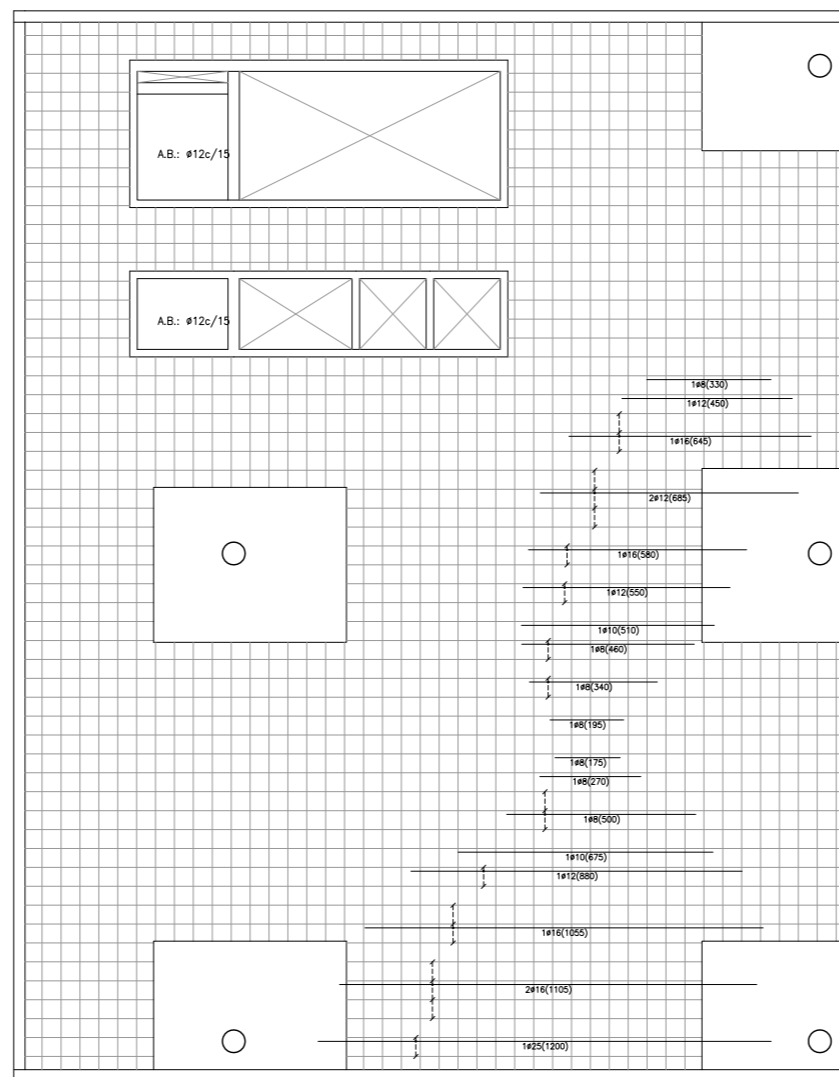 A.B.: ø12c/15
A.B.: ø12c/15
1ø8(330)
1ø12(450)
1ø16(645)
2ø12(685)
1ø16(580)
1ø12(550)
1ø10(510)
1ø8(460)
1ø8(340)
1ø8(195)
1ø8(175)
1ø8(270)
1ø8(500)
1ø10(675)
1ø12(880)
1ø16(1055)
2ø16(1105)
1ø25(1200)